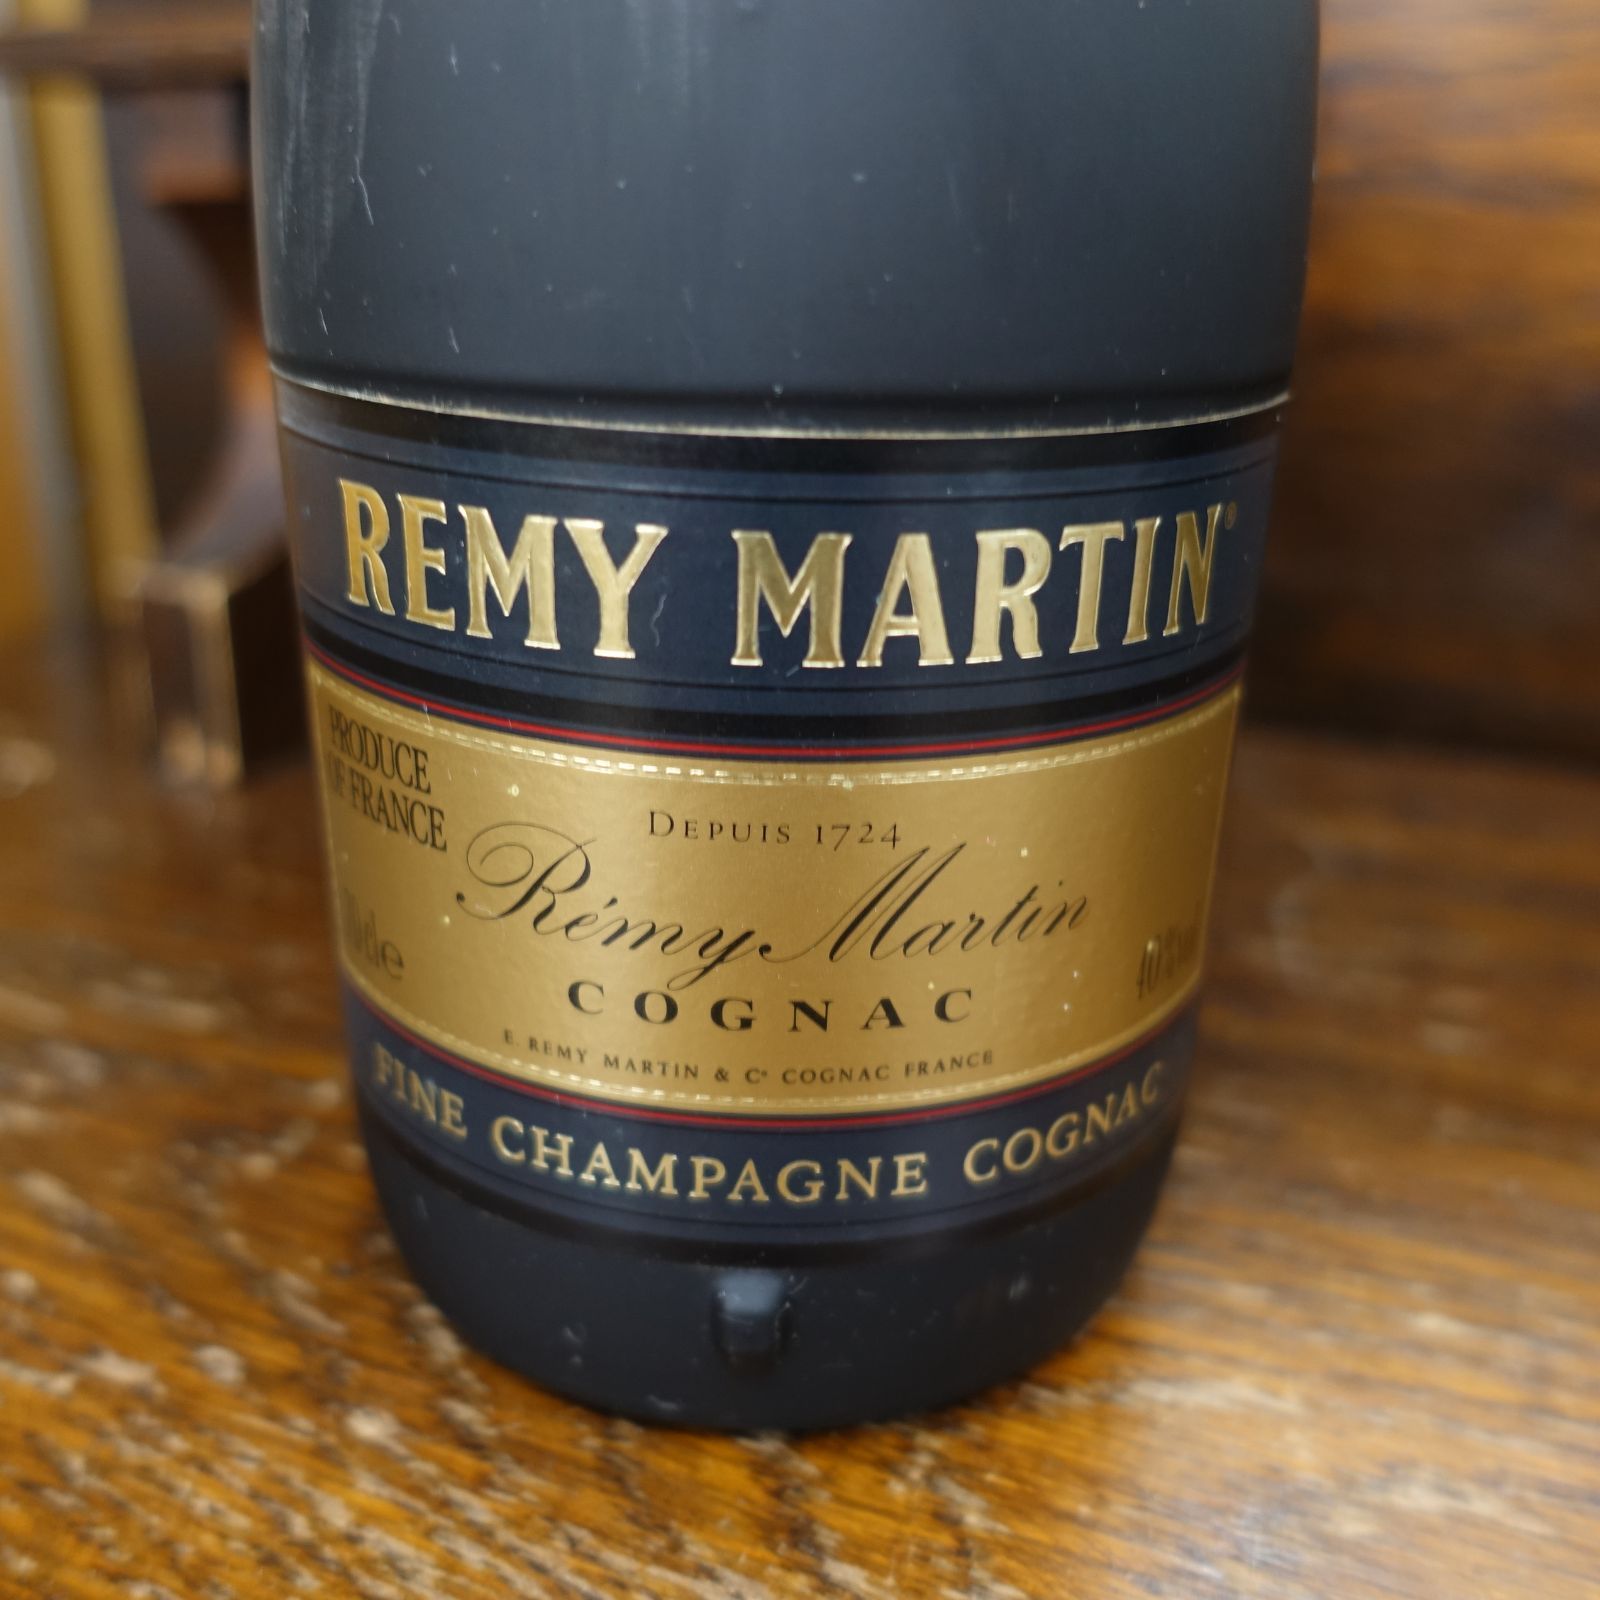 REMY MARTIN®
PRODUCE
OF FRANCE
DEPUIS 1724
Rémy Martin
COGNAC
E. REMY MARTIN & Cº COGNAC FRANCE
FINE CHAMPAGNE COGNAC